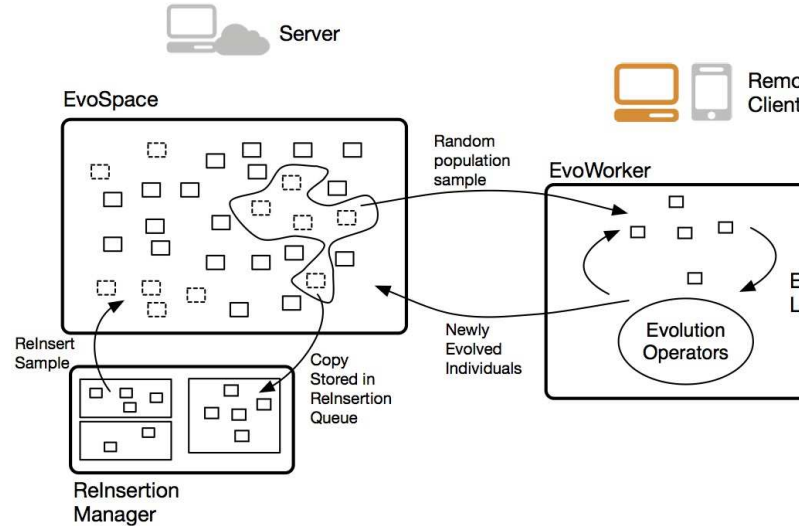 Server
EvoSpace
Remo
Client
Random
population
sample
EvoWorker
E
L
Evolution
Operators
Newly
Evolved
Individuals
ReInsert
Sample
Copy
Stored in
ReInsertion
Queue
ReInsertion
Manager